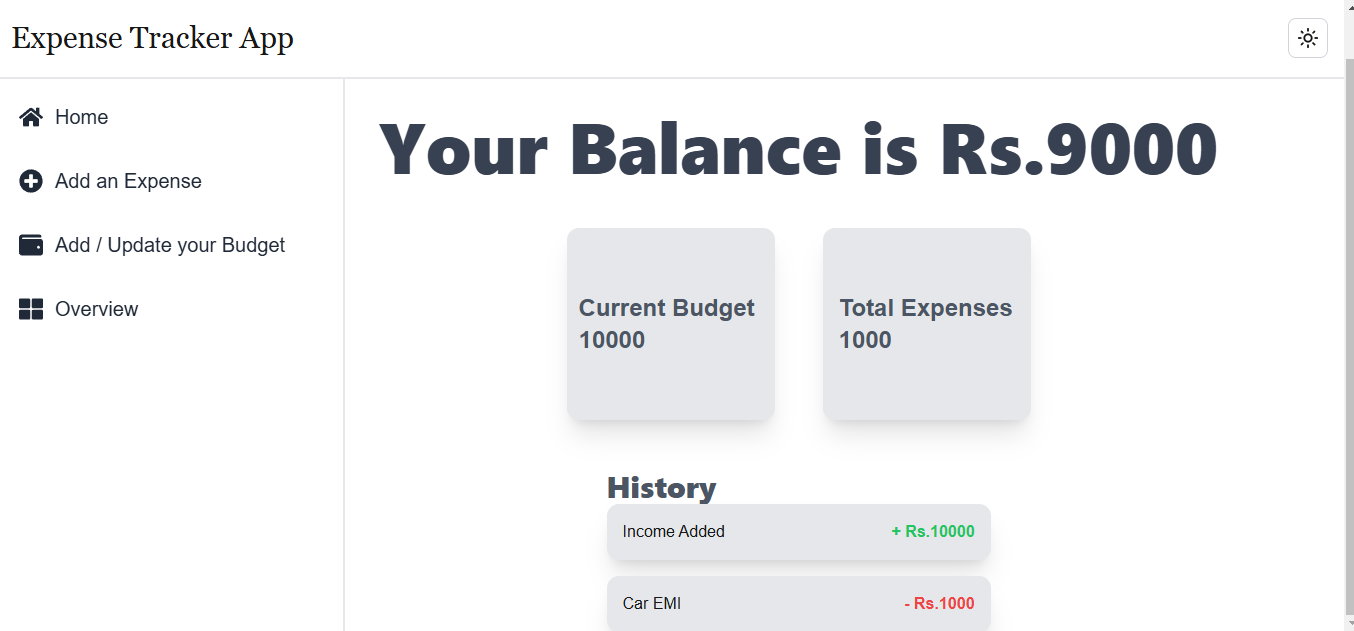 Expense Tracker App
Home
Add an Expense
Add / Update your Budget
Overview
Your Balance is Rs.9000
Current Budget
10000
Total Expenses
1000
History
Income Added + Rs.10000
Car EMI - Rs.1000